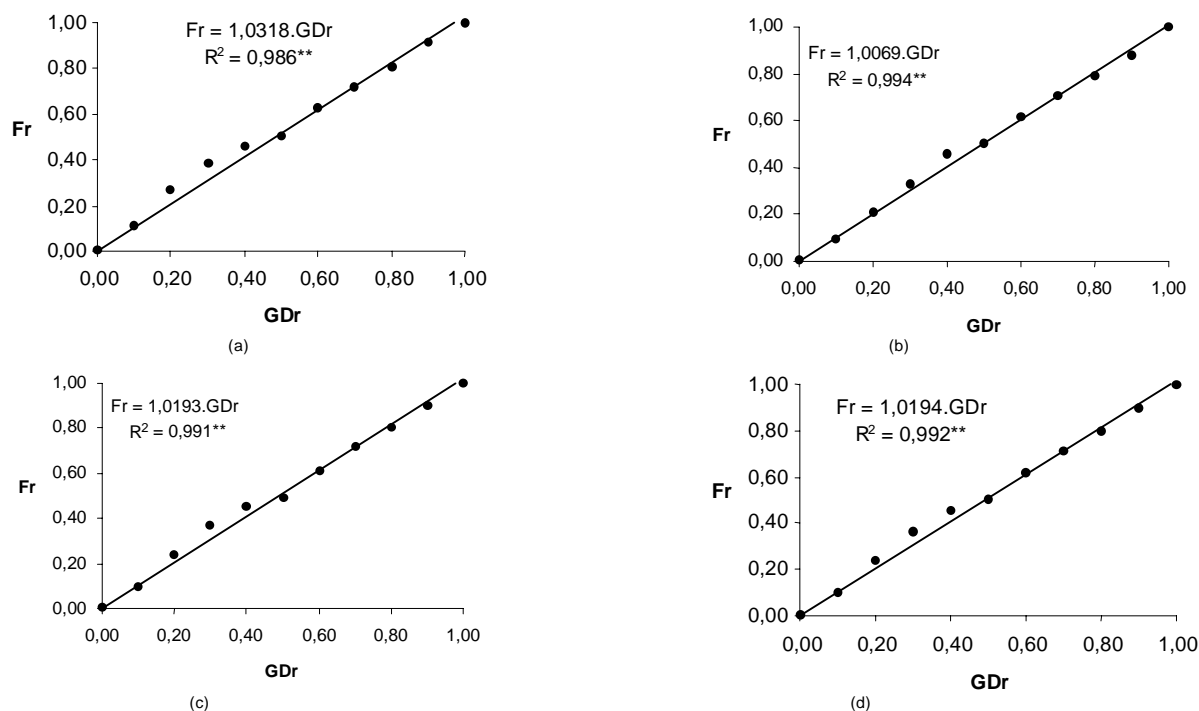 1,00
Fr = 1,0318.GDr
R² = 0,986**
0,80
0,60
Fr
0,40
0,20
0,00
0,00 0,20 0,40 0,60 0,80 1,00
GDr
(a)
1,00
Fr = 1,0069.GDr
R² = 0,994**
0,80
0,60
Fr
0,40
0,20
0,00
0,00 0,20 0,40 0,60 0,80 1,00
GDr
(b)
1,00
Fr = 1,0193.GDr
R² = 0,991**
0,80
0,60
Fr
0,40
0,20
0,00
0,00 0,20 0,40 0,60 0,80 1,00
GDr
(c)
1,00
Fr = 1,0194.GDr
R² = 0,992**
0,80
0,60
Fr
0,40
0,20
0,00
0,00 0,20 0,40 0,60 0,80 1,00
GDr
(d)